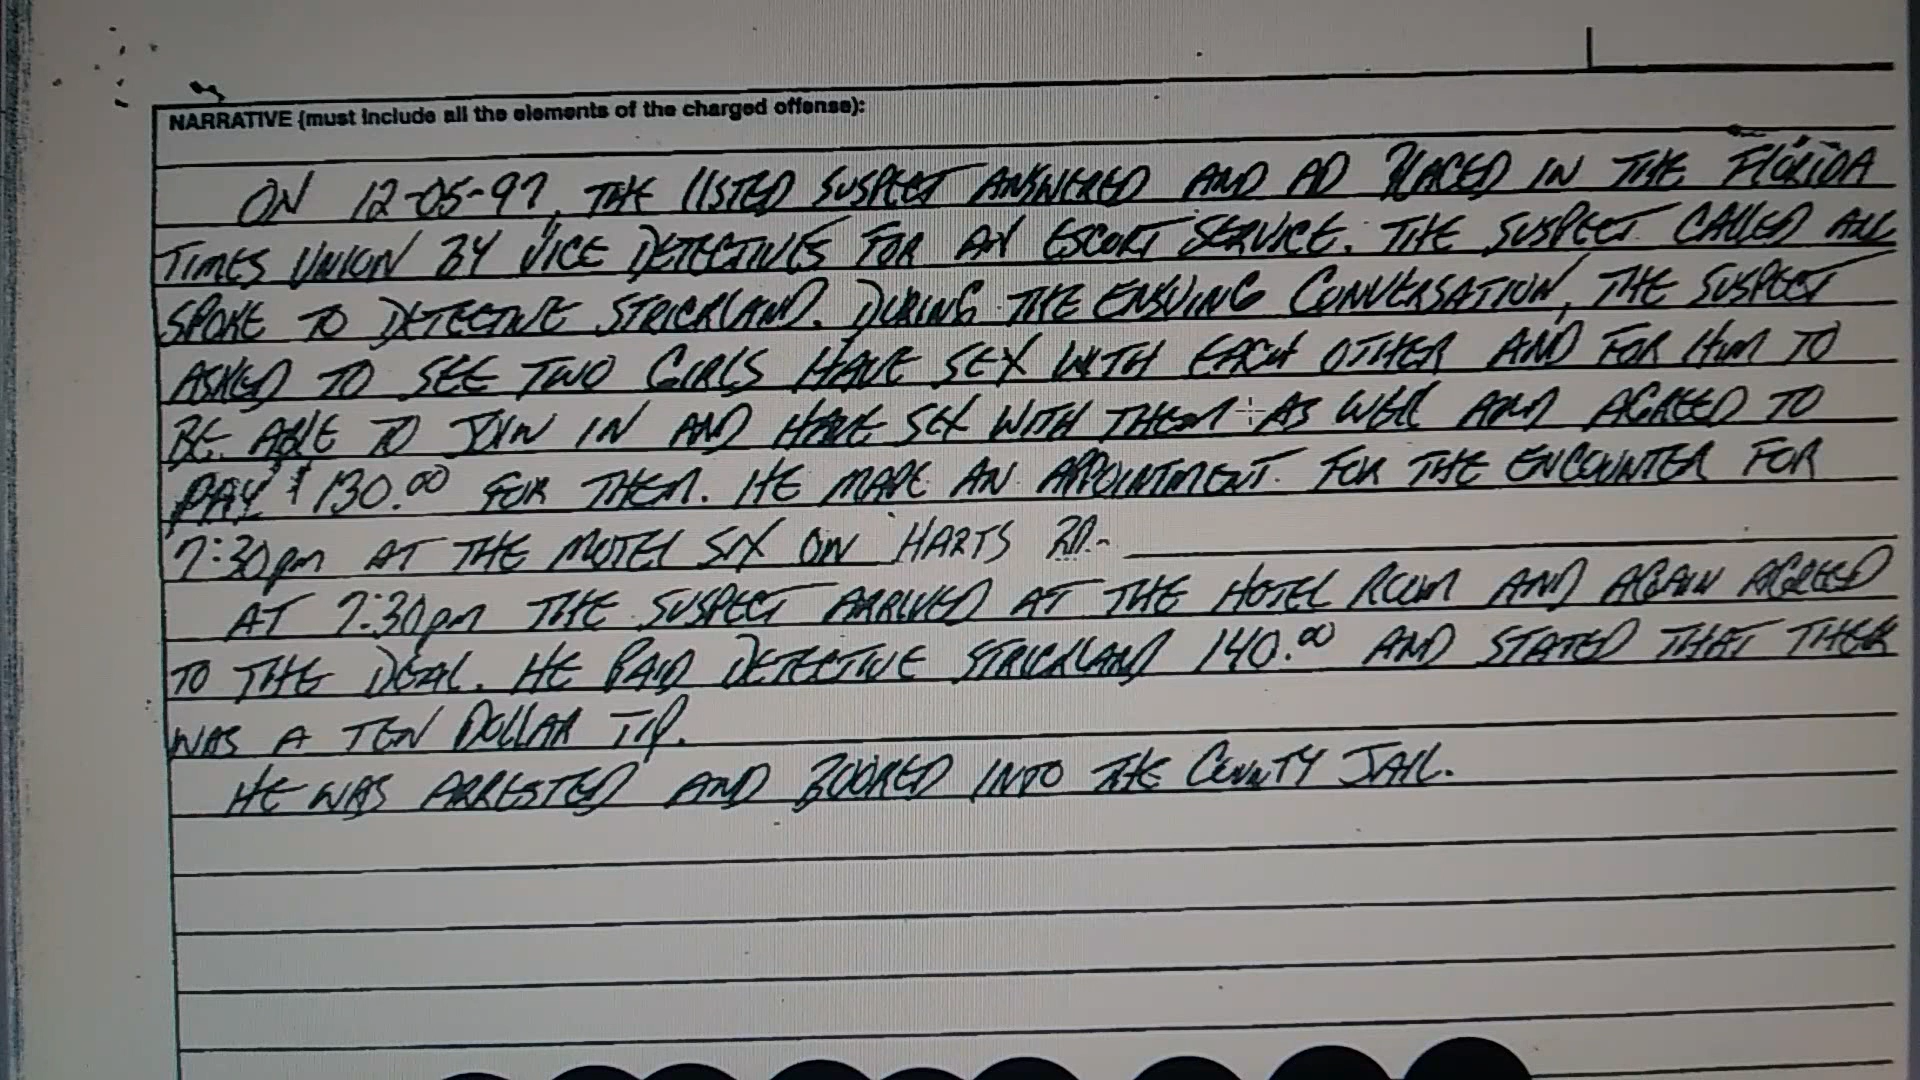 NARRATIVE (must include all the elements of the charged offense):
ON 12-05-97, THE LISTED SUSPECT ANSWERED AND AD PLACED IN THE FLORIDA
TIMES UNION BY VICE DETECTIVES FOR AN ESCORT SERVICE. THE SUSPECT CALLED AND
SPOKE TO DETECTIVE STRICKLAND. DURING THE ENSUING CONVERSATION, THE SUSPECT
ASKED TO SEE TWO GIRLS HAVE SEX WITH EACH OTHER AND FOR HIM TO
BE ABLE TO JOIN IN AND HAVE SEX WITH THEM AS WELL AND AGREED TO
PAY $130.00 FOR THEM. HE MADE AN APPOINTMENT FOR THE ENCOUNTER FOR
7:30pm AT THE MOTEL SIX ON HARTS RD.
AT 7:30pm THE SUSPECT ARRIVED AT THE HOTEL ROOM AND AGAIN AGREED
TO THE DEAL. HE PAID DETECTIVE STRICKLAND 140.00 AND STATED THAT THERE
WAS A TEN DOLLAR TIP.
HE WAS ARRESTED AND BOOKED INTO THE COUNTY JAIL.